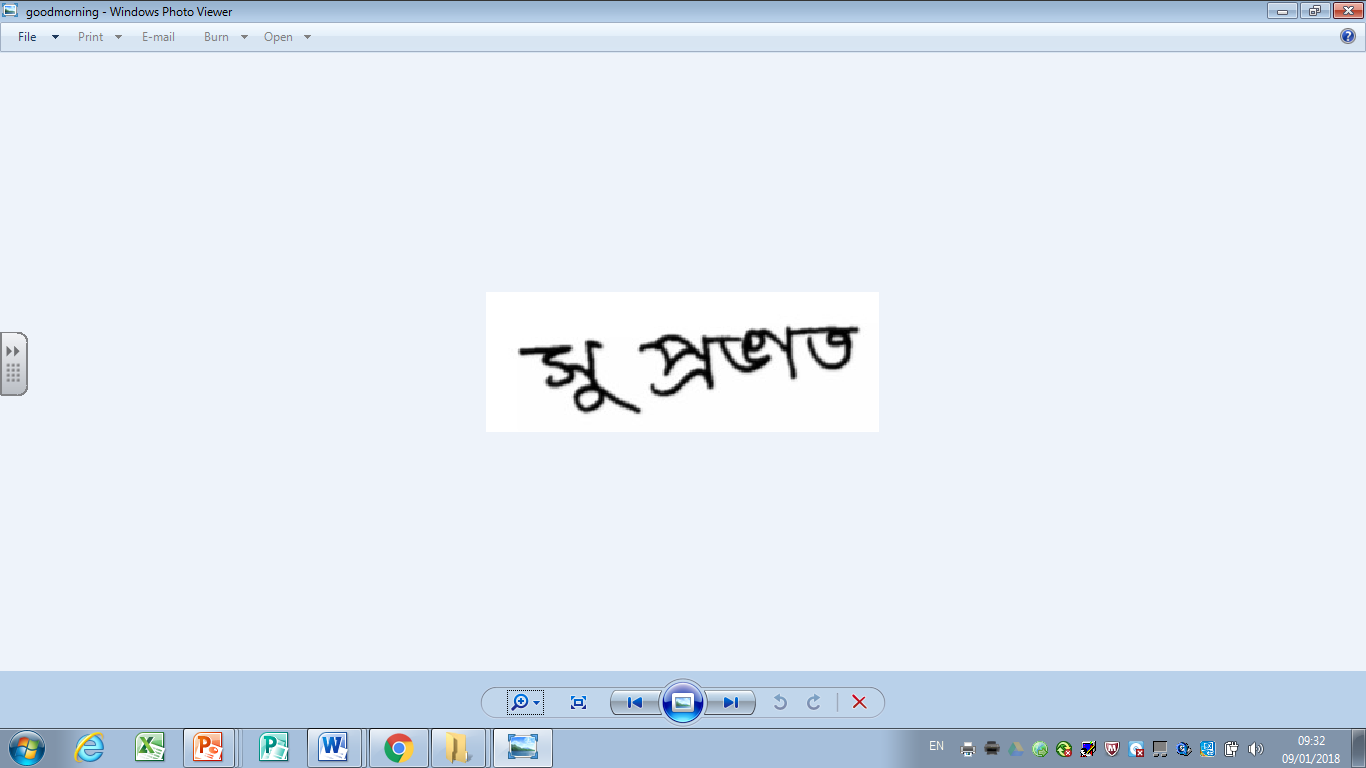 goodmorning - Windows Photo Viewer
File Print E-mail Burn Open
সু প্রভাত
EN 09:32
09/01/2018